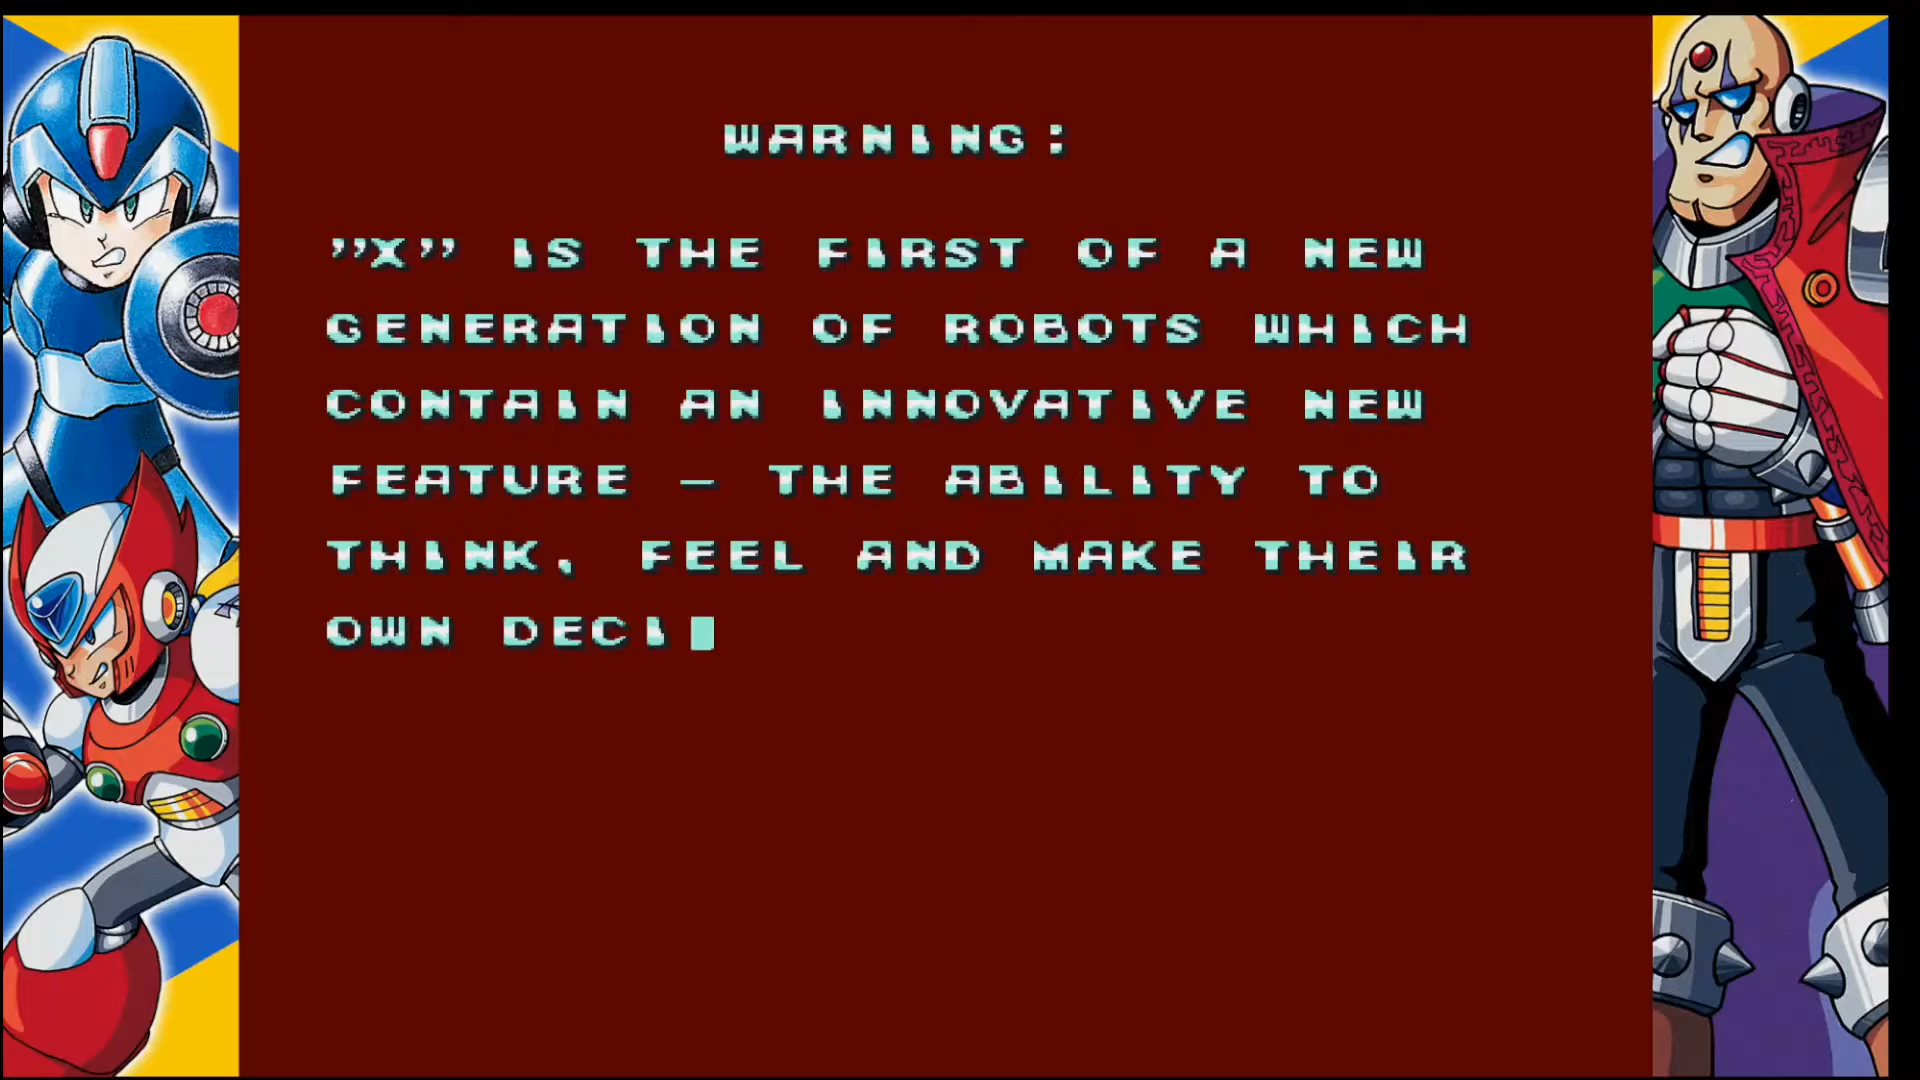 WARNING:
"X" IS THE FIRST OF A NEW
GENERATION OF ROBOTS WHICH
CONTAIN AN INNOVATIVE NEW
FEATURE – THE ABILITY TO
THINK, FEEL AND MAKE THEIR
OWN DECI